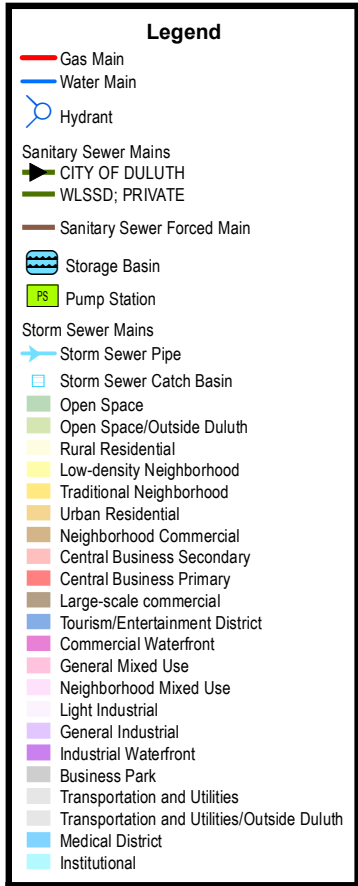 Legend
Gas Main
Water Main
Hydrant
Sanitary Sewer Mains
CITY OF DULUTH
WLSSD; PRIVATE
Sanitary Sewer Forced Main
Storage Basin
PS Pump Station
Storm Sewer Mains
Storm Sewer Pipe
Storm Sewer Catch Basin
Open Space
Open Space/Outside Duluth
Rural Residential
Low-density Neighborhood
Traditional Neighborhood
Urban Residential
Neighborhood Commercial
Central Business Secondary
Central Business Primary
Large-scale commercial
Tourism/Entertainment District
Commercial Waterfront
General Mixed Use
Neighborhood Mixed Use
Light Industrial
General Industrial
Industrial Waterfront
Business Park
Transportation and Utilities
Transportation and Utilities/Outside Duluth
Medical District
Institutional